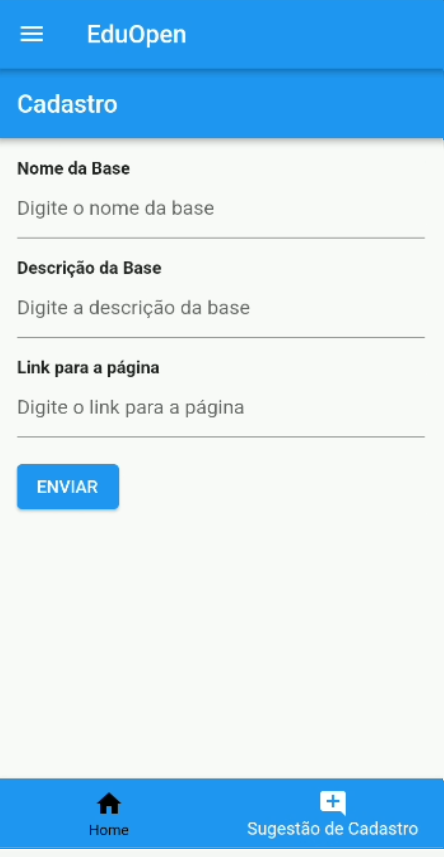 EduOpen
Cadastro
Nome da Base
Digite o nome da base
Descrição da Base
Digite a descrição da base
Link para a página
Digite o link para a página
ENVIAR
Home
Sugestão de Cadastro